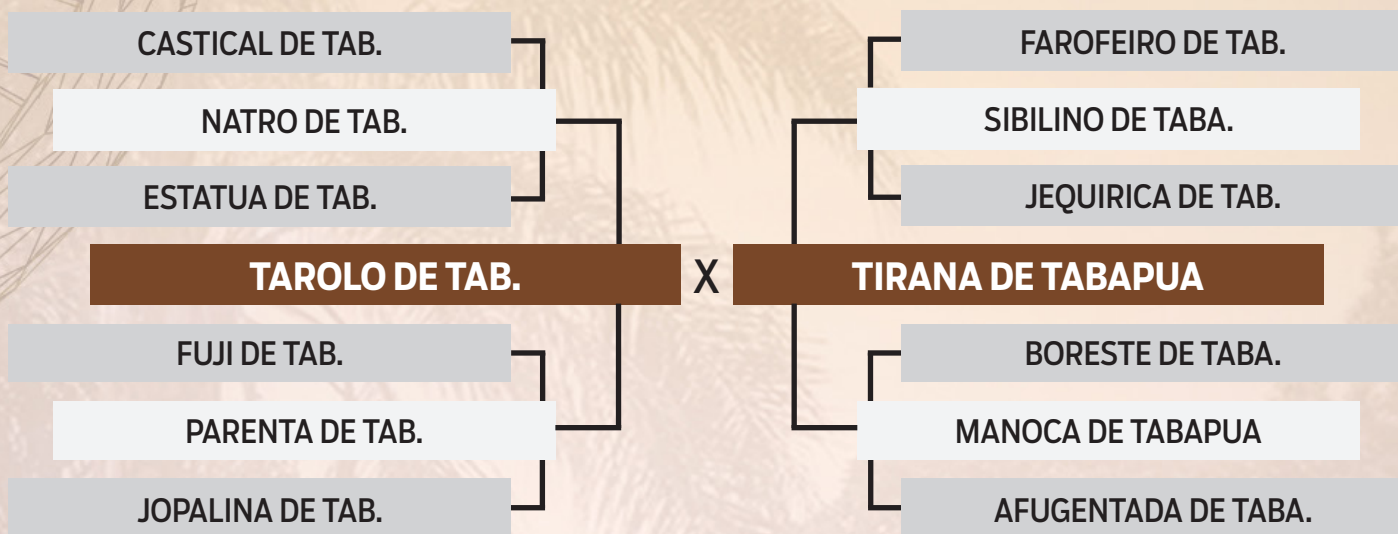 CASTICAL DE TAB.
NATRO DE TAB.
ESTATUA DE TAB.
TAROLO DE TAB.
FUJI DE TAB.
PARENTA DE TAB.
JOPALINA DE TAB.
X
FAROFEIRO DE TAB.
SIBILINO DE TABA.
JEQUIRICA DE TAB.
TIRANA DE TABAPUA
BORESTE DE TABA.
MANOCA DE TABAPUA
AFUGENTADA DE TABA.